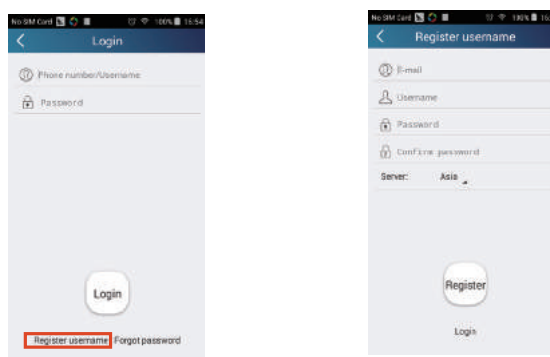 No SIM Card 100% 16:54
Login
Phone number/Username
Password
Login
Register username Forgot password
No SIM Card 100% 16:
Register username
E-mail
Username
Password
Confirm password
Server: Asia
Register
Login